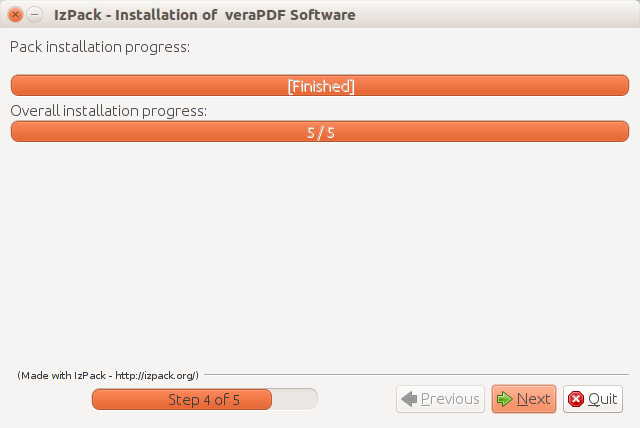 IzPack - Installation of  veraPDF Software
Pack installation progress:
[Finished]
Overall installation progress:
5 / 5
(Made with IzPack - http://izpack.org/)
Step 4 of 5
Previous
Next
Quit